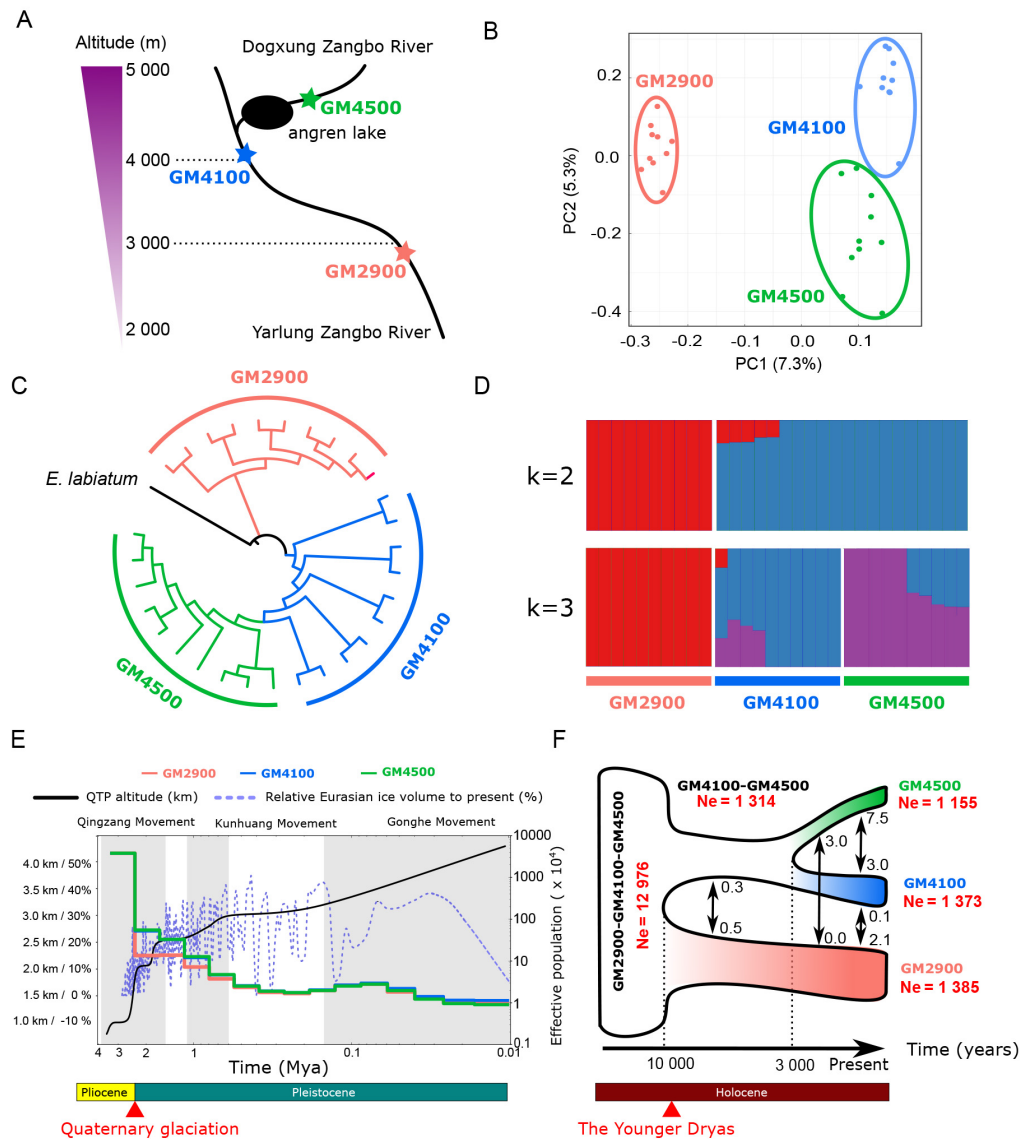 A
Altitude (m)
5 000
4 000
3 000
2 000
Dogxung Zangbo River
GM4500
angren lake
GM4100
GM2900
Yarlung Zangbo River
B
GM2900
GM4100
GM4500
PC2 (5.3%)
0.2
0.0
-0.2
-0.4
-0.3 -0.2 -0.1 0.0 0.1
PC1 (7.3%)
C
GM2900
E. labiatum
GM4100
GM4500
D
k=2
k=3
GM2900 GM4100 GM4500
E
GM2900 GM4100 GM4500
QTP altitude (km) Relative Eurasian ice volume to present (%)
Qingzang Movement Kunhuang Movement Gonghe Movement
4.0 km / 50%
3.5 km / 40%
3.0 km / 30%
2.5 km / 20%
2.0 km / 10%
1.5 km / 0 %
1.0 km / -10 %
10000
1000
100
10
1
0.1
Effective population ( x 10⁴)
4 3 2 1 0.1 0.01
Time (Mya)
Pliocene Pleistocene
Quaternary glaciation
F
GM2900-GM4100-GM4500
Ne = 12 976
GM4100-GM4500
Ne = 1 314
GM4500
Ne = 1 155
7.5
3.0
3.0
0.0
0.3
0.5
GM4100
Ne = 1 373
0.1
2.1
GM2900
Ne = 1 385
10 000 3 000 Present
Time (years)
Holocene
The Younger Dryas